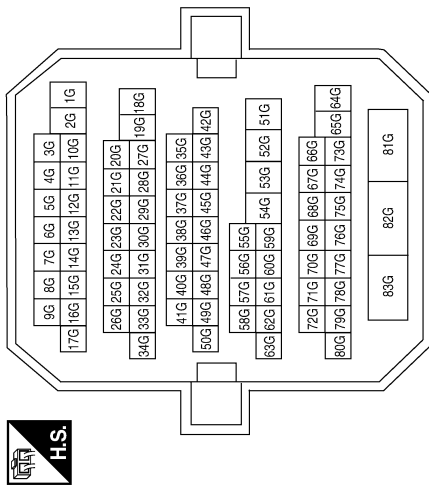 H.S.
9G 8G 7G 6G 5G 4G 3G
17G 16G 15G 14G 13G 12G 11G 10G 2G 1G
26G 25G 24G 23G 22G 21G 20G
34G 33G 32G 31G 30G 29G 28G 27G 19G 18G
41G 40G 39G 38G 37G 36G 35G
50G 49G 48G 47G 46G 45G 44G 43G 42G
58G 57G 56G 55G
63G 62G 61G 60G 59G 54G 53G 52G 51G
72G 71G 70G 69G 68G 67G 66G
80G 79G 78G 77G 76G 75G 74G 73G 65G 64G
83G 82G 81G